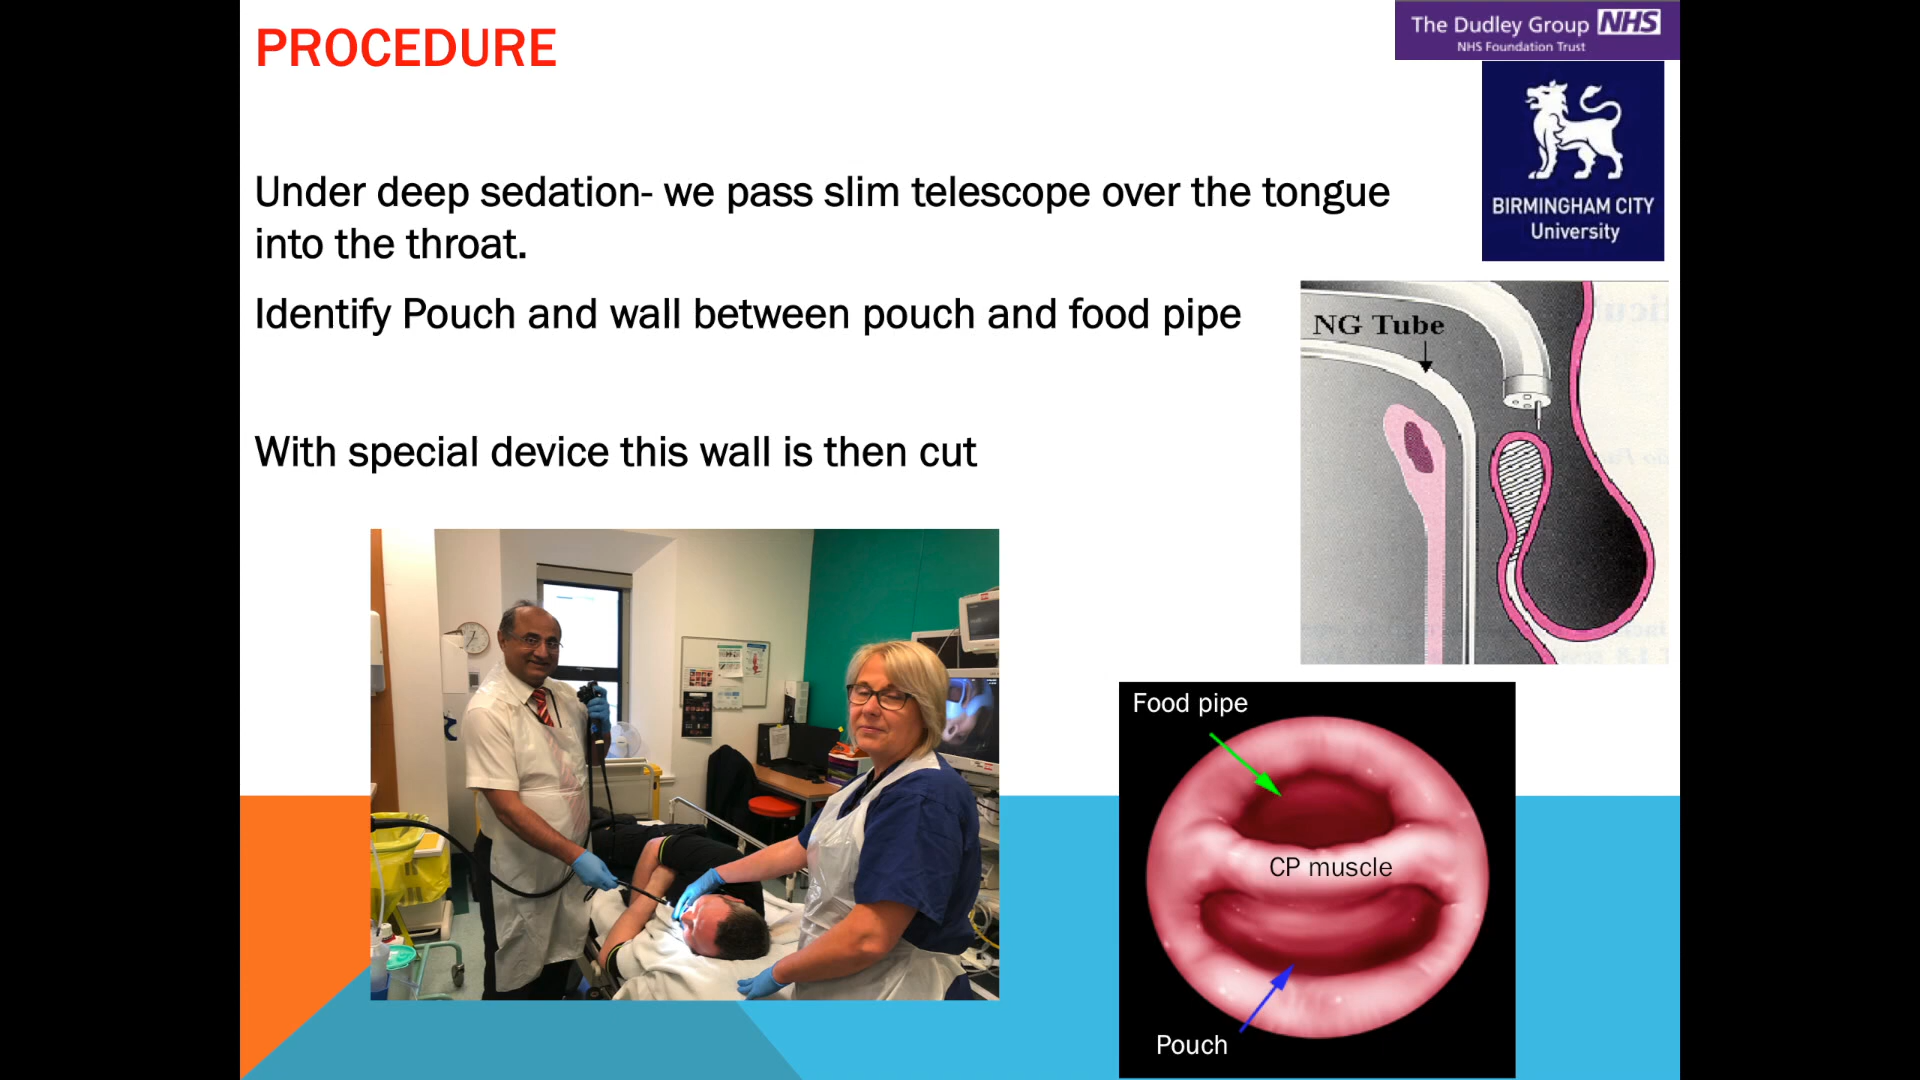 PROCEDURE
The Dudley Group NHS
NHS Foundation Trust
BIRMINGHAM CITY
University
Under deep sedation- we pass slim telescope over the tongue
into the throat.
Identify Pouch and wall between pouch and food pipe
With special device this wall is then cut
NG Tube
Food pipe
CP muscle
Pouch